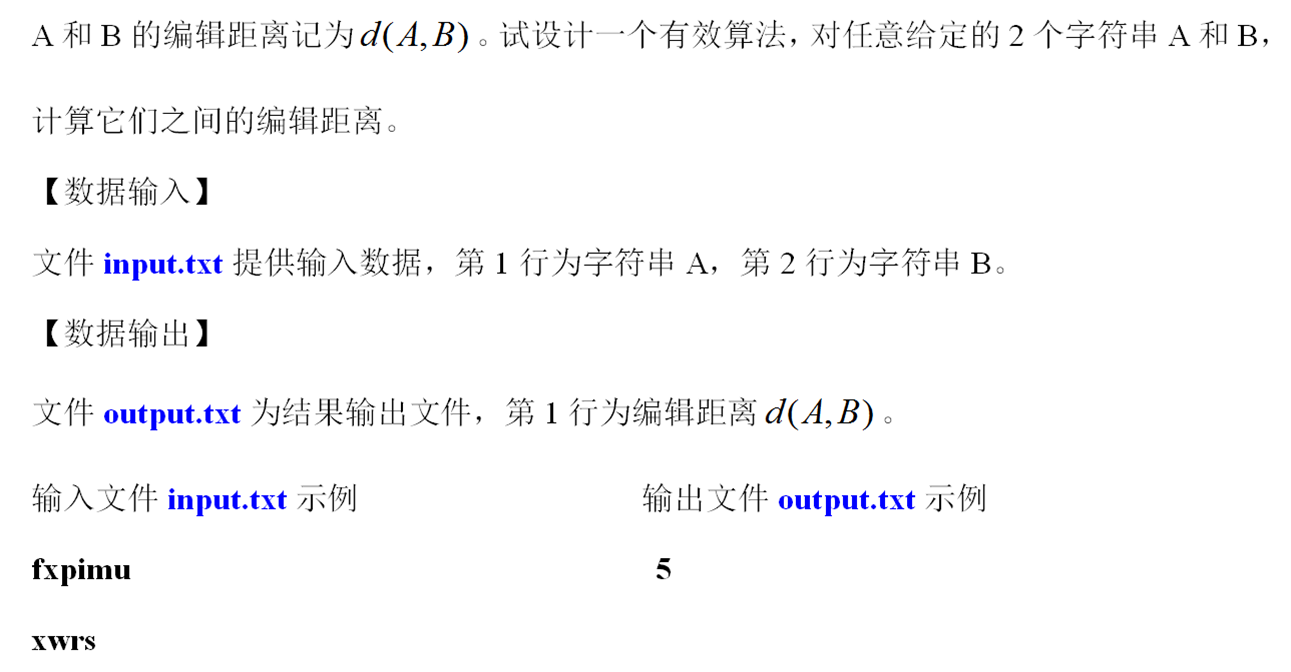 A 和 B 的编辑距离记为 d(A,B)。试设计一个有效算法，对任意给定的 2 个字符串 A 和 B，
计算它们之间的编辑距离。
【数据输入】
文件 input.txt 提供输入数据，第 1 行为字符串 A，第 2 行为字符串 B。
【数据输出】
文件 output.txt 为结果输出文件，第 1 行为编辑距离 d(A,B)。
输入文件 input.txt 示例 输出文件 output.txt 示例
fxpimu 5
xwrs